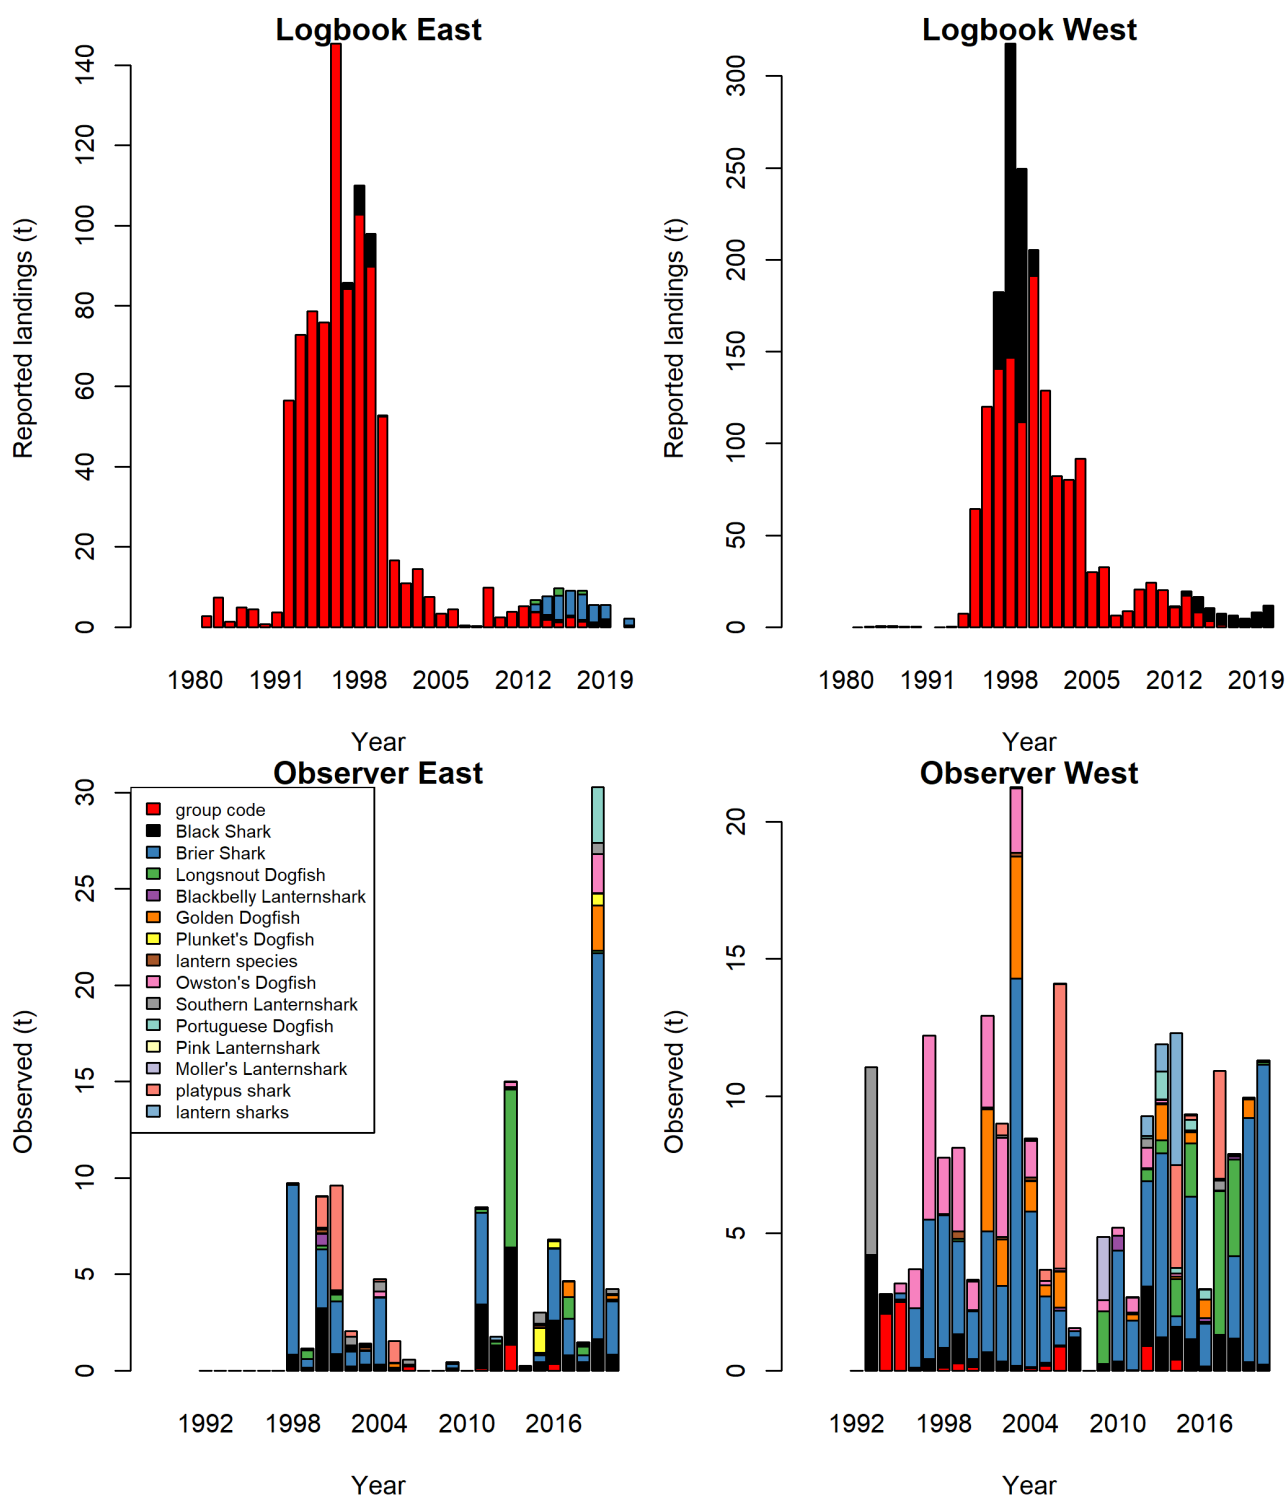 Logbook East
Reported landings (t)
0 20 40 60 80 100 120 140
1980 1991 1998 2005 2012 2019
Year
Logbook West
Reported landings (t)
0 50 100 150 200 250 300
1980 1991 1998 2005 2012 2019
Year
Observer East
Observed (t)
0 5 10 15 20 25 30
group code
Black Shark
Brier Shark
Longsnout Dogfish
Blackbelly Lanternshark
Golden Dogfish
Plunket's Dogfish
lantern species
Owston's Dogfish
Southern Lanternshark
Portuguese Dogfish
Pink Lanternshark
Moller's Lanternshark
platypus shark
lantern sharks
1992 1998 2004 2010 2016
Year
Observer West
Observed (t)
0 5 10 15 20
1992 1998 2004 2010 2016
Year